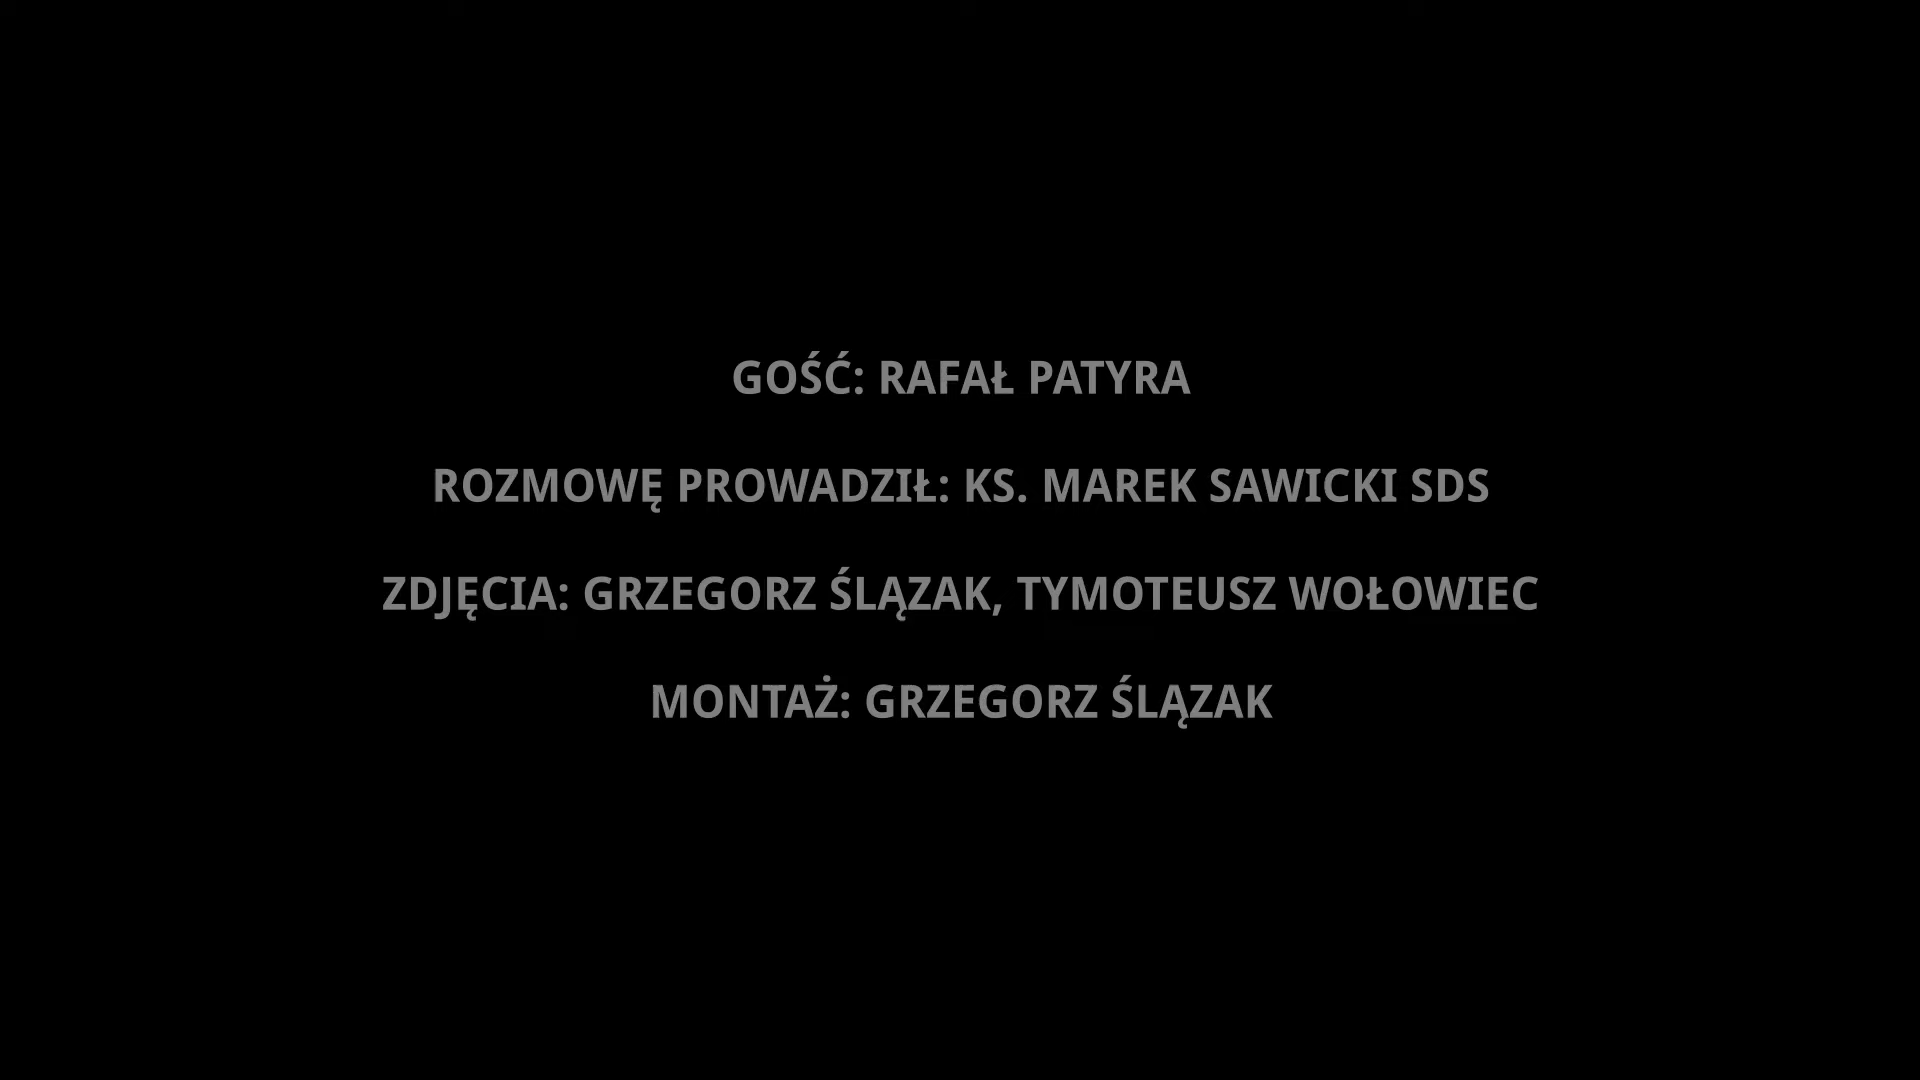 GOŚĆ: RAFAŁ PATYRA
ROZMOWĘ PROWADZIŁ: KS. MAREK SAWICKI SDS
ZDJĘCIA: GRZEGORZ ŚLĄZAK, TYMOTEUSZ WOŁOWIEC
MONTAŻ: GRZEGORZ ŚLĄZAK